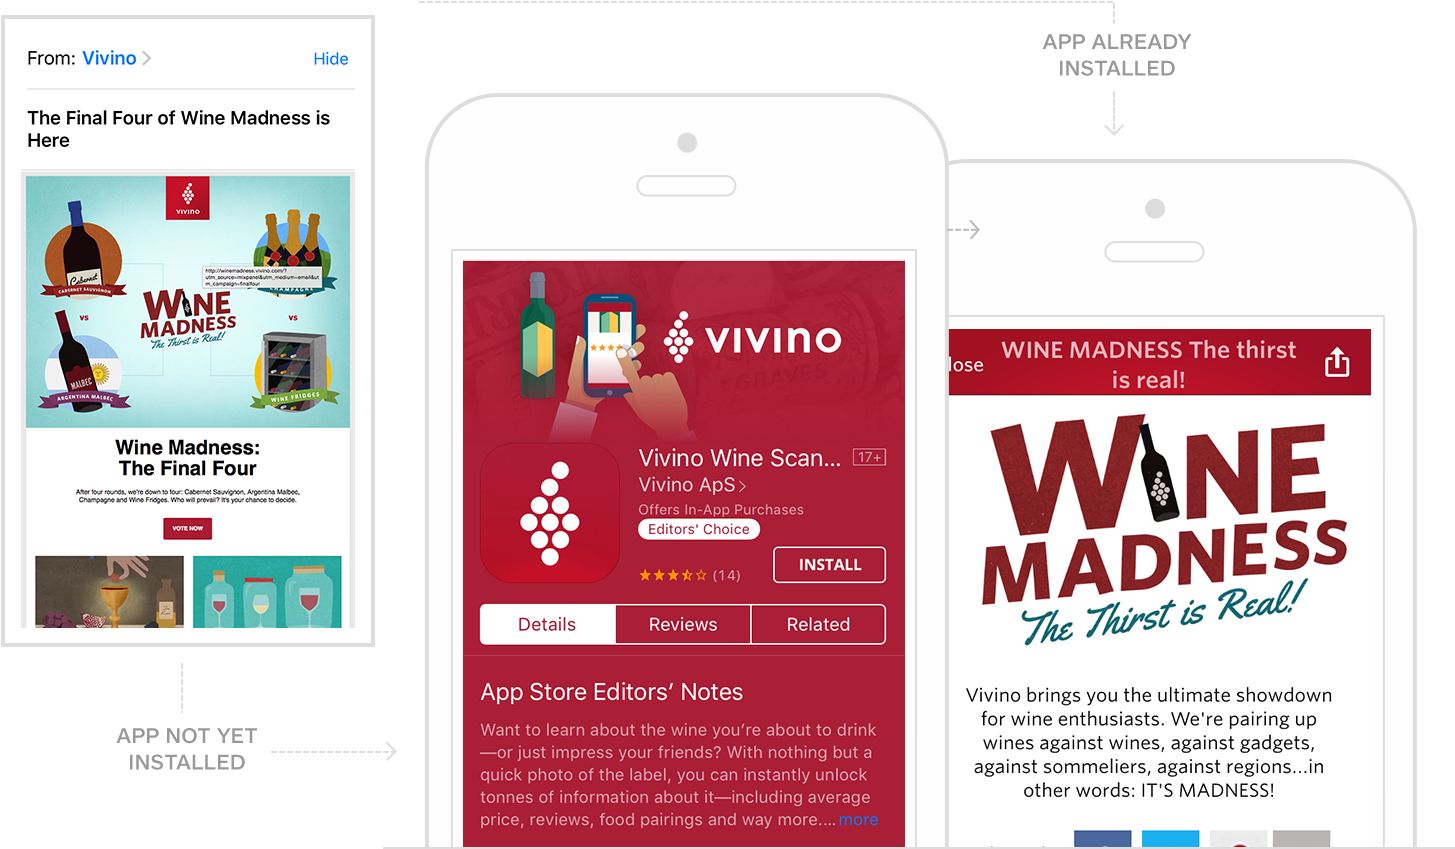 From: Vivino
Hide
The Final Four of Wine Madness is
Here
VIVINO
http://winemadness.vivino.com/?
utm_source=mixpanel&utm_medium=email&ut
m_campaign=finalfour
Cabernet
CABERNET SAUVIGNON
CHAMPAGNE
WINE
MADNESS
The Thirst is Real!
VS
VS
MALBEC
ARGENTINA MALBEC
WINE FRIDGES
Wine Madness:
The Final Four
After four rounds, we're down to four: Cabernet Sauvignon, Argentina Malbec,
Champagne and Wine Fridges. Who will prevail? It's your chance to decide.
VOTE NOW
APP NOT YET
INSTALLED
VIVINO
GRAVES
Vivino Wine Scan... 17+
Vivino ApS
Offers In-App Purchases
Editors' Choice
(14)
INSTALL
Details Reviews Related
App Store Editors’ Notes
Want to learn about the wine you’re about to drink
—or just impress your friends? With nothing but a
quick photo of the label, you can instantly unlock
tonnes of information about it—including average
price, reviews, food pairings and way more.... more
APP ALREADY
INSTALLED
lose
WINE MADNESS The thirst
is real!
WINE
MADNESS
The Thirst is Real!
Vivino brings you the ultimate showdown
for wine enthusiasts. We're pairing up
wines against wines, against gadgets,
against sommeliers, against regions...in
other words: IT'S MADNESS!